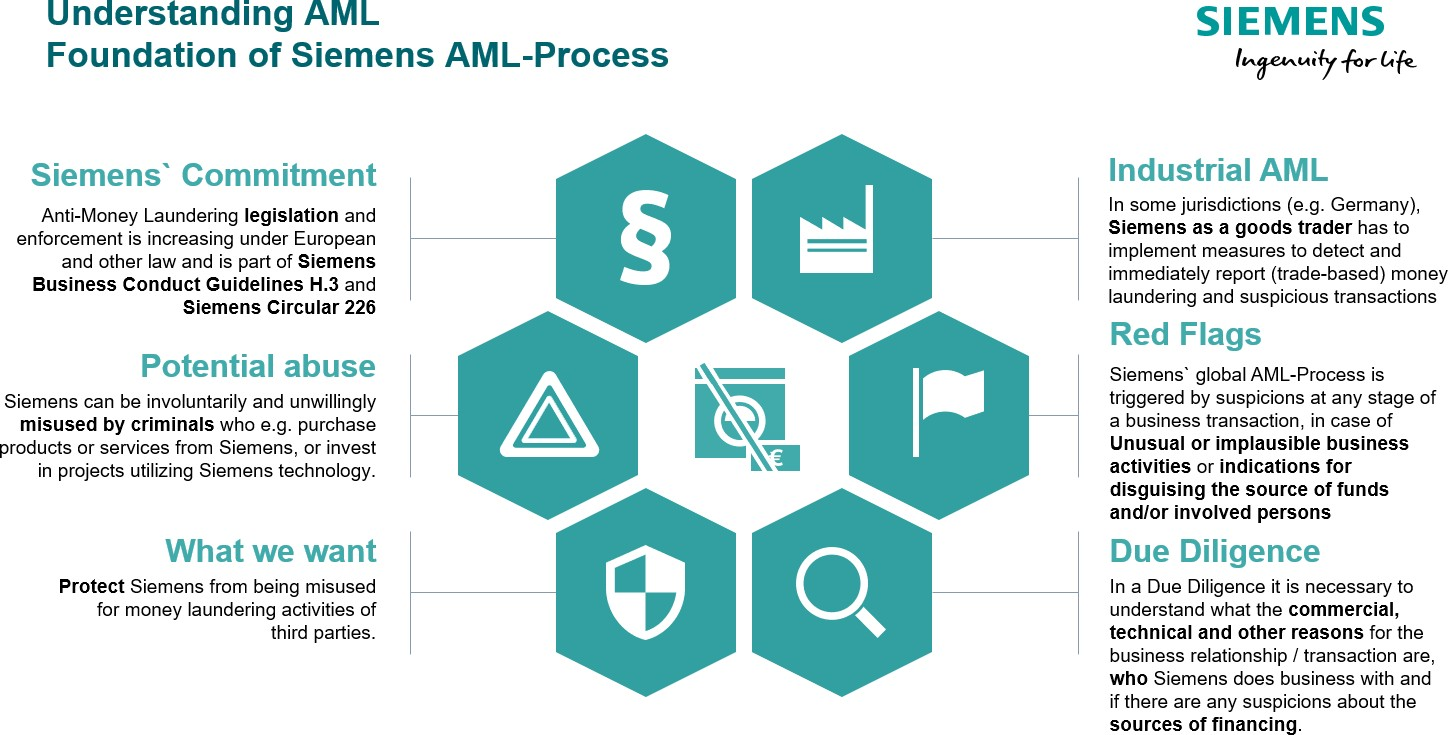 Understanding AML
Foundation of Siemens AML-Process
SIEMENS
Ingenuity for life
Siemens` Commitment
Anti-Money Laundering legislation and
enforcement is increasing under European
and other law and is part of Siemens
Business Conduct Guidelines H.3 and
Siemens Circular 226
Potential abuse
Siemens can be involuntarily and unwillingly
misused by criminals who e.g. purchase
products or services from Siemens, or invest
in projects utilizing Siemens technology.
What we want
Protect Siemens from being misused
for money laundering activities of
third parties.
§
€
Industrial AML
In some jurisdictions (e.g. Germany),
Siemens as a goods trader has to
implement measures to detect and
immediately report (trade-based) money
laundering and suspicious transactions
Red Flags
Siemens` global AML-Process is
triggered by suspicions at any stage of
a business transaction, in case of
Unusual or implausible business
activities or indications for
disguising the source of funds
and/or involved persons
Due Diligence
In a Due Diligence it is necessary to
understand what the commercial,
technical and other reasons for the
business relationship / transaction are,
who Siemens does business with and
if there are any suspicions about the
sources of financing.